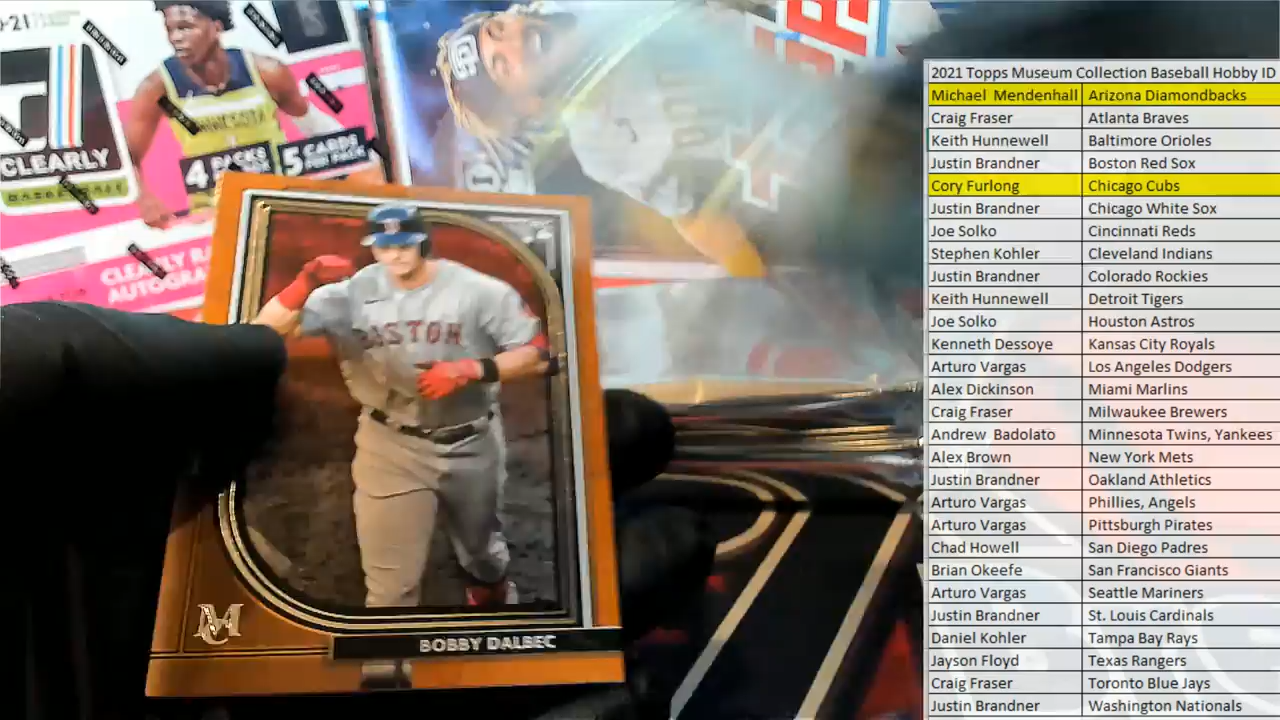 CLEARLY
MINNESOTA
4 PACKS
5 CARDS
PER PACK
AUTOGRA
BOSTON
BOBBY DALBEC
2021 Topps Museum Collection Baseball Hobby ID
Michael Mendenhall Arizona Diamondbacks
Craig Fraser Atlanta Braves
Keith Hunnewell Baltimore Orioles
Justin Brandner Boston Red Sox
Cory Furlong Chicago Cubs
Justin Brandner Chicago White Sox
Joe Solko Cincinnati Reds
Stephen Kohler Cleveland Indians
Justin Brandner Colorado Rockies
Keith Hunnewell Detroit Tigers
Joe Solko Houston Astros
Kenneth Dessoye Kansas City Royals
Arturo Vargas Los Angeles Dodgers
Alex Dickinson Miami Marlins
Craig Fraser Milwaukee Brewers
Andrew Badolato Minnesota Twins, Yankees
Alex Brown New York Mets
Justin Brandner Oakland Athletics
Arturo Vargas Phillies, Angels
Arturo Vargas Pittsburgh Pirates
Chad Howell San Diego Padres
Brian Okeefe San Francisco Giants
Arturo Vargas Seattle Mariners
Justin Brandner St. Louis Cardinals
Daniel Kohler Tampa Bay Rays
Jayson Floyd Texas Rangers
Craig Fraser Toronto Blue Jays
Justin Brandner Washington Nationals